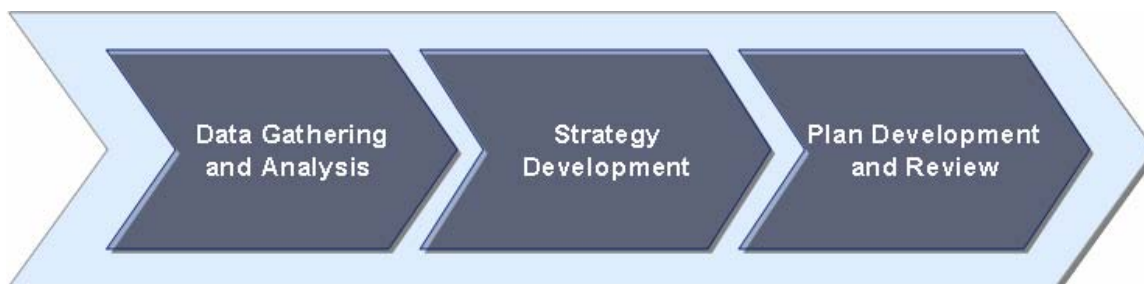 Data Gathering
and Analysis
Strategy
Development
Plan Development
and Review